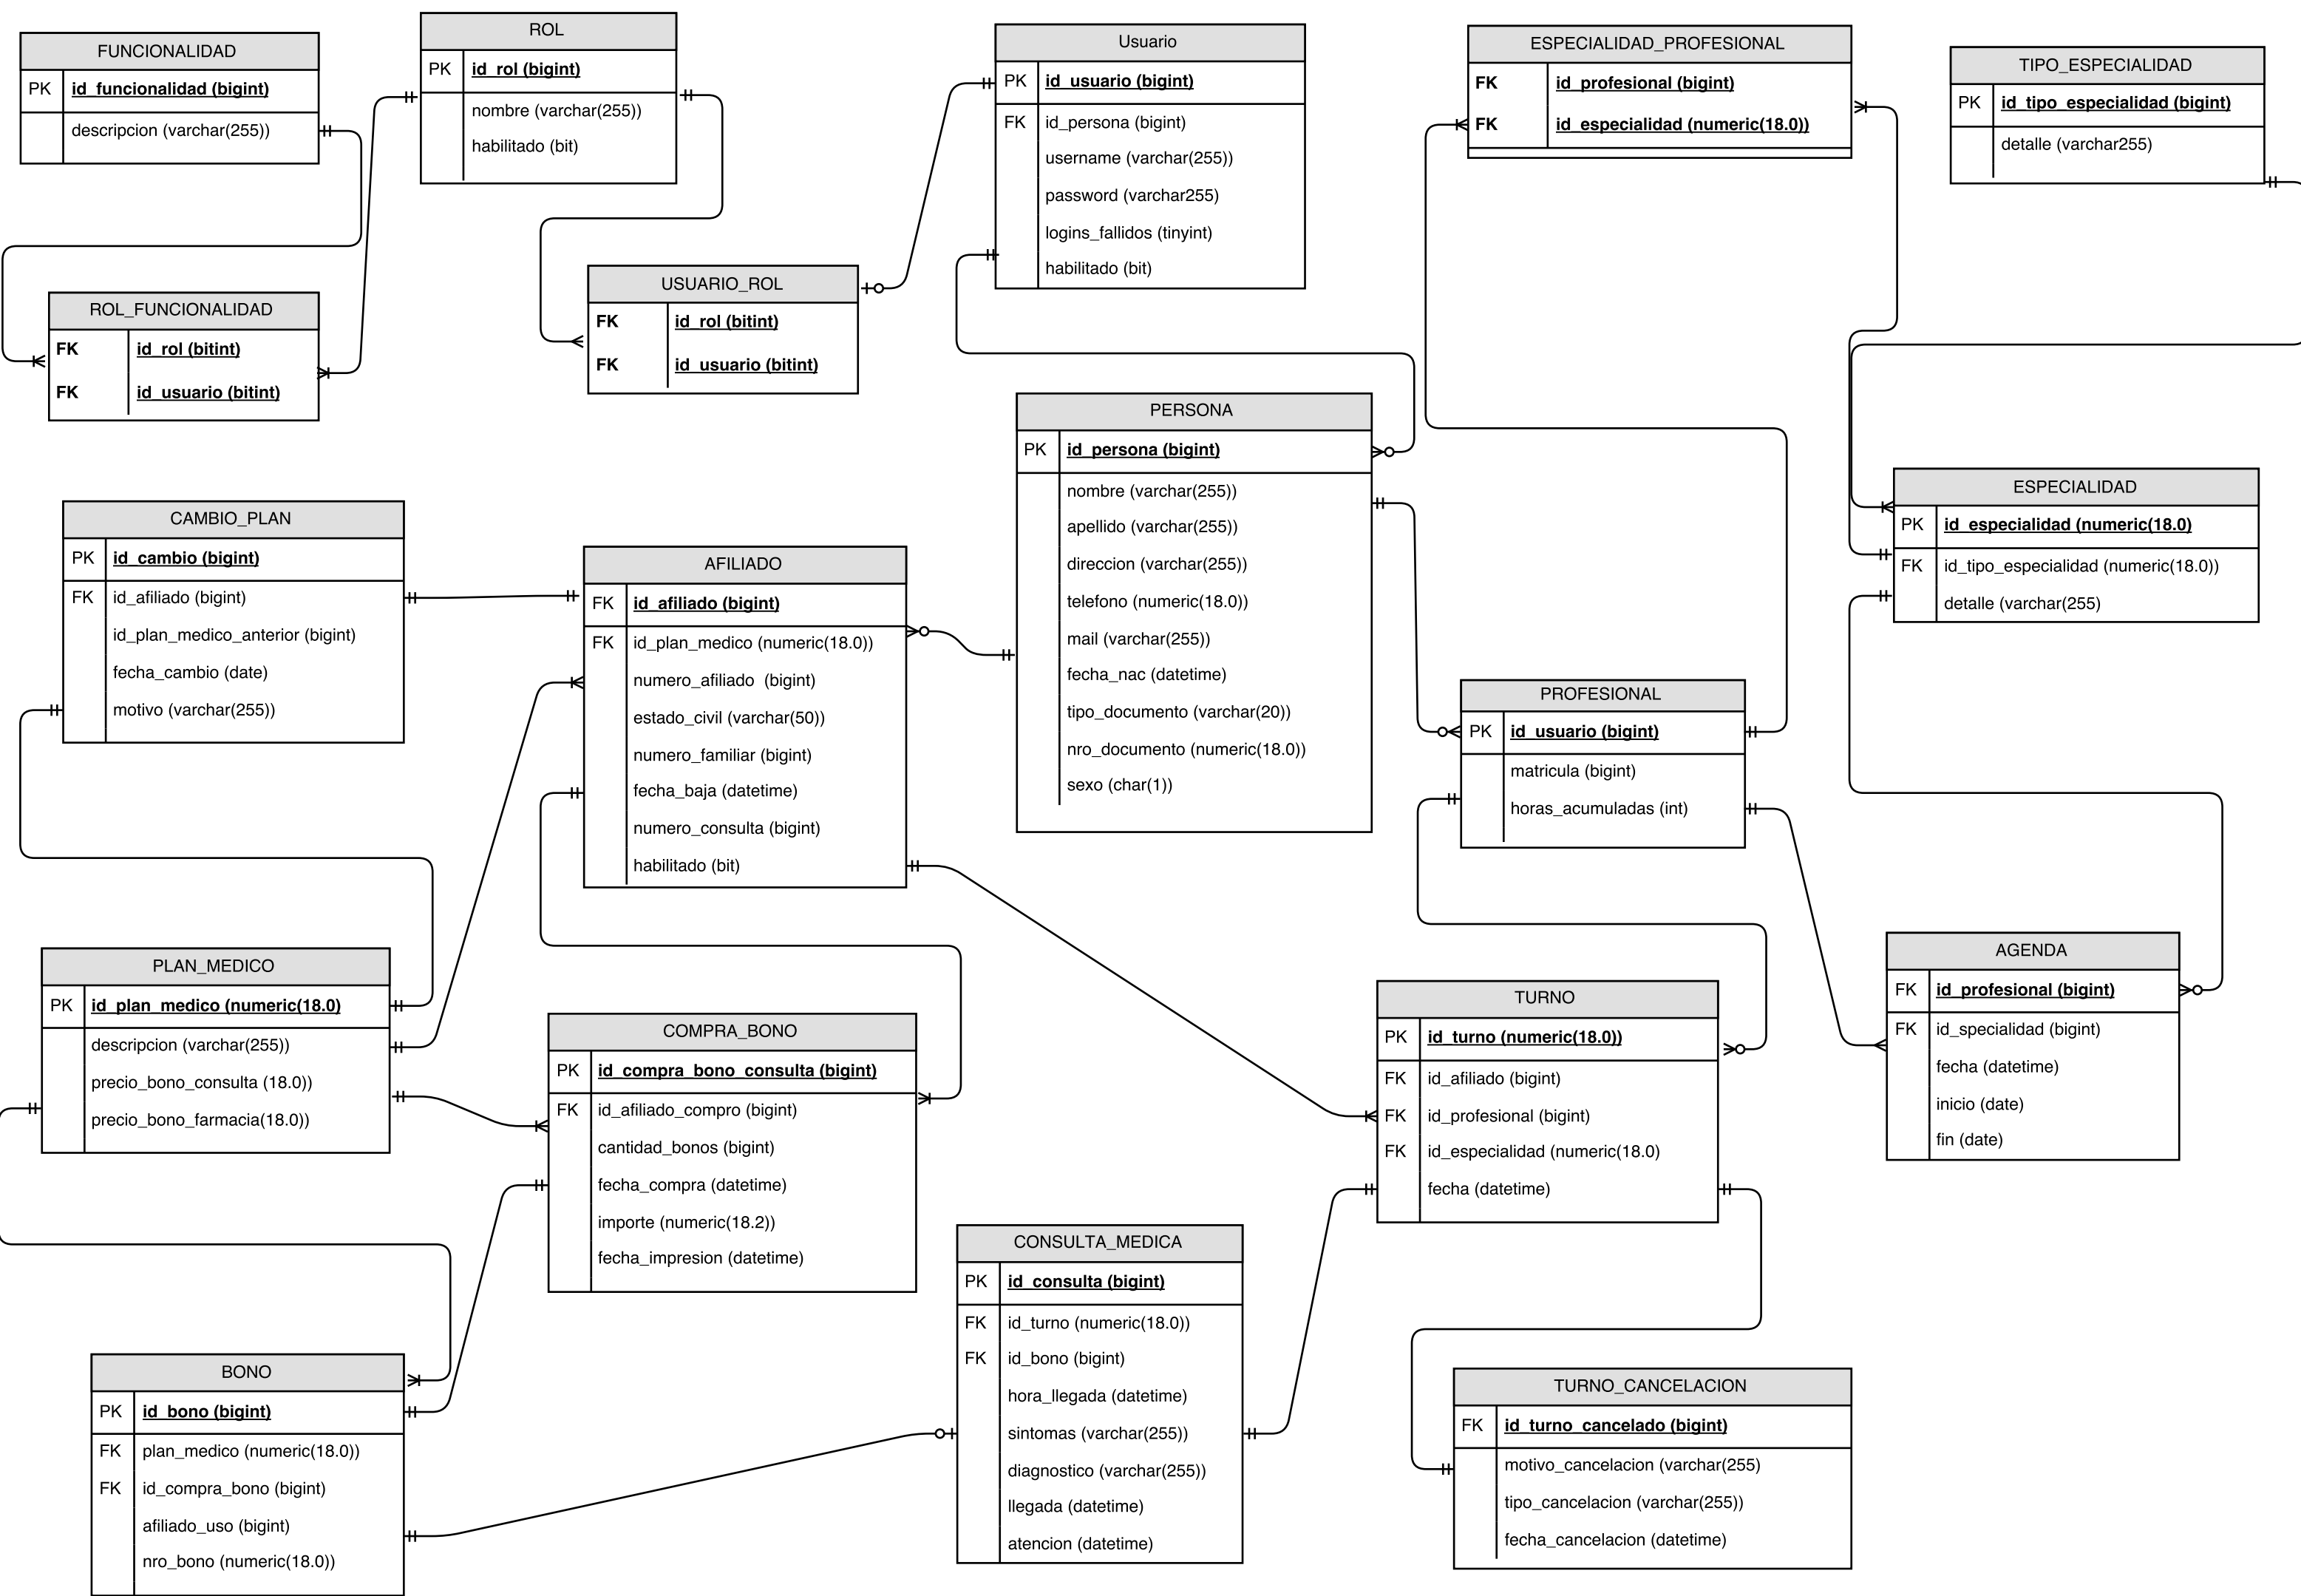 FUNCIONALIDAD
PK id_funcionalidad (bigint)
descripcion (varchar(255))
ROL
PK id_rol (bigint)
nombre (varchar(255))
habilitado (bit)
Usuario
PK id_usuario (bigint)
FK id_persona (bigint)
username (varchar(255))
password (varchar255)
logins_fallidos (tinyint)
habilitado (bit)
ESPECIALIDAD_PROFESIONAL
FK id_profesional (bigint)
FK id_especialidad (numeric(18.0))
TIPO_ESPECIALIDAD
PK id_tipo_especialidad (bigint)
detalle (varchar255)
ROL_FUNCIONALIDAD
FK id_rol (bitint)
FK id_usuario (bitint)
USUARIO_ROL
FK id_rol (bitint)
FK id_usuario (bitint)
PERSONA
PK id_persona (bigint)
nombre (varchar(255))
apellido (varchar(255))
direccion (varchar(255))
telefono (numeric(18.0))
mail (varchar(255))
fecha_nac (datetime)
tipo_documento (varchar(20))
nro_documento (numeric(18.0))
sexo (char(1))
ESPECIALIDAD
PK id_especialidad (numeric(18.0)
FK id_tipo_especialidad (numeric(18.0))
detalle (varchar(255)
CAMBIO_PLAN
PK id_cambio (bigint)
FK id_afiliado (bigint)
id_plan_medico_anterior (bigint)
fecha_cambio (date)
motivo (varchar(255))
AFILIADO
FK id_afiliado (bigint)
FK id_plan_medico (numeric(18.0))
numero_afiliado (bigint)
estado_civil (varchar(50))
numero_familiar (bigint)
fecha_baja (datetime)
numero_consulta (bigint)
habilitado (bit)
PROFESIONAL
PK id_usuario (bigint)
matricula (bigint)
horas_acumuladas (int)
PLAN_MEDICO
PK id_plan_medico (numeric(18.0)
descripcion (varchar(255))
precio_bono_consulta (18.0))
precio_bono_farmacia(18.0))
COMPRA_BONO
PK id_compra_bono_consulta (bigint)
FK id_afiliado_compro (bigint)
cantidad_bonos (bigint)
fecha_compra (datetime)
importe (numeric(18.2))
fecha_impresion (datetime)
TURNO
PK id_turno (numeric(18.0))
FK id_afiliado (bigint)
FK id_profesional (bigint)
FK id_especialidad (numeric(18.0)
fecha (datetime)
AGENDA
FK id_profesional (bigint)
FK id_specialidad (bigint)
fecha (datetime)
inicio (date)
fin (date)
CONSULTA_MEDICA
PK id_consulta (bigint)
FK id_turno (numeric(18.0))
FK id_bono (bigint)
hora_llegada (datetime)
sintomas (varchar(255))
diagnostico (varchar(255))
llegada (datetime)
atencion (datetime)
BONO
PK id_bono (bigint)
FK plan_medico (numeric(18.0))
FK id_compra_bono (bigint)
afiliado_uso (bigint)
nro_bono (numeric(18.0))
TURNO_CANCELACION
FK id_turno_cancelado (bigint)
motivo_cancelacion (varchar(255)
tipo_cancelacion (varchar(255))
fecha_cancelacion (datetime)